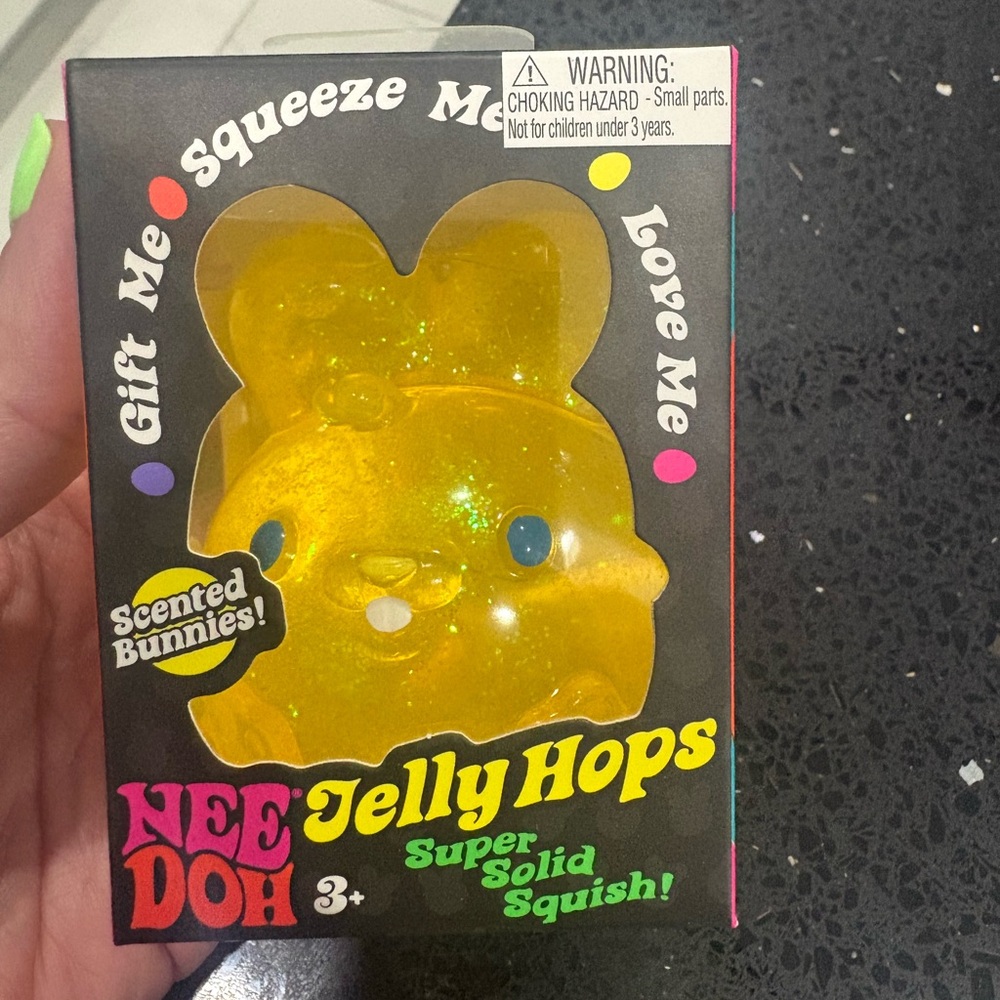 WARNING:
CHOKING HAZARD - Small parts.
Not for children under 3 years.
Gift Me
Squeeze Me
Love Me
Scented
Bunnies!
NEE
DOH®
Jelly Hops
Super
Solid
Squish!
3+